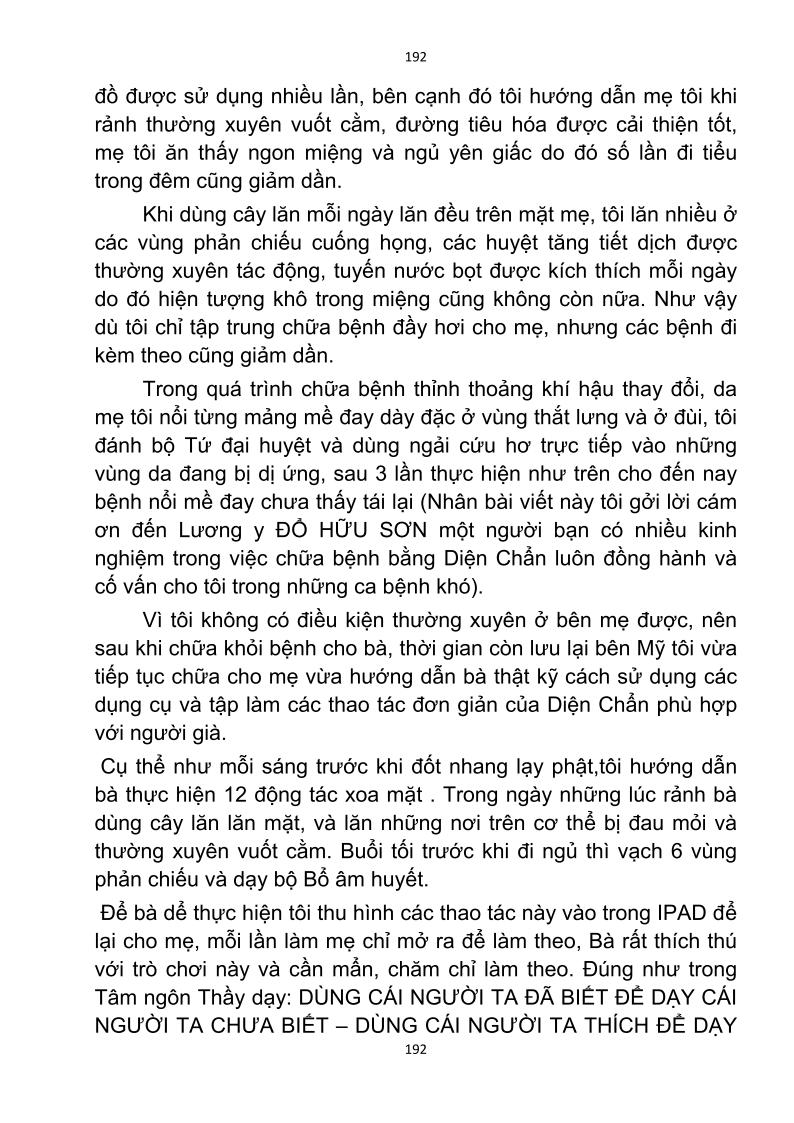 192
đồ được sử dụng nhiều lần, bên cạnh đó tôi hướng dẫn mẹ tôi khi
rảnh thường xuyên vuốt cằm, đường tiêu hóa được cải thiện tốt,
mẹ tôi ăn thấy ngon miệng và ngủ yên giấc do đó số lần đi tiểu
trong đêm cũng giảm dần.
Khi dùng cây lăn mỗi ngày lăn đều trên mặt mẹ, tôi lăn nhiều ở
các vùng phản chiếu cuống họng, các huyệt tăng tiết dịch được
thường xuyên tác động, tuyến nước bọt được kích thích mỗi ngày
do đó hiện tượng khô trong miệng cũng không còn nữa. Như vậy
dù tôi chỉ tập trung chữa bệnh đầy hơi cho mẹ, nhưng các bệnh đi
kèm theo cũng giảm dần.
Trong quá trình chữa bệnh thỉnh thoảng khí hậu thay đổi, da
mẹ tôi nổi từng mảng mề đay dày đặc ở vùng thắt lưng và ở đùi, tôi
đánh bộ Tứ đại huyệt và dùng ngải cứu hơ trực tiếp vào những
vùng da đang bị dị ứng, sau 3 lần thực hiện như trên cho đến nay
bệnh nổi mề đay chưa thấy tái lại (Nhân bài viết này tôi gởi lời cám
ơn đến Lương y ĐỖ HỮU SƠN một người bạn có nhiều kinh
nghiệm trong việc chữa bệnh bằng Diện Chẩn luôn đồng hành và
cố vấn cho tôi trong những ca bệnh khó).
Vì tôi không có điều kiện thường xuyên ở bên mẹ được, nên
sau khi chữa khỏi bệnh cho bà, thời gian còn lưu lại bên Mỹ tôi vừa
tiếp tục chữa cho mẹ vừa hướng dẫn bà thật kỹ cách sử dụng các
dụng cụ và tập làm các thao tác đơn giản của Diện Chẩn phù hợp
với người già.
Cụ thể như mỗi sáng trước khi đốt nhang lạy phật,tôi hướng dẫn
bà thực hiện 12 động tác xoa mặt . Trong ngày những lúc rảnh bà
dùng cây lăn lăn mặt, và lăn những nơi trên cơ thể bị đau mỏi và
thường xuyên vuốt cằm. Buổi tối trước khi đi ngủ thì vạch 6 vùng
phản chiếu và dạy bộ Bổ âm huyết.
Để bà dể thực hiện tôi thu hình các thao tác này vào trong IPAD để
lại cho mẹ, mỗi lần làm mẹ chỉ mở ra để làm theo, Bà rất thích thú
với trò chơi này và cần mẩn, chăm chỉ làm theo. Đúng như trong
Tâm ngôn Thầy dạy: DÙNG CÁI NGƯỜI TA ĐÃ BIẾT ĐỂ DẠY CÁI
NGƯỜI TA CHƯA BIẾT – DÙNG CÁI NGƯỜI TA THÍCH ĐỂ DẠY
192